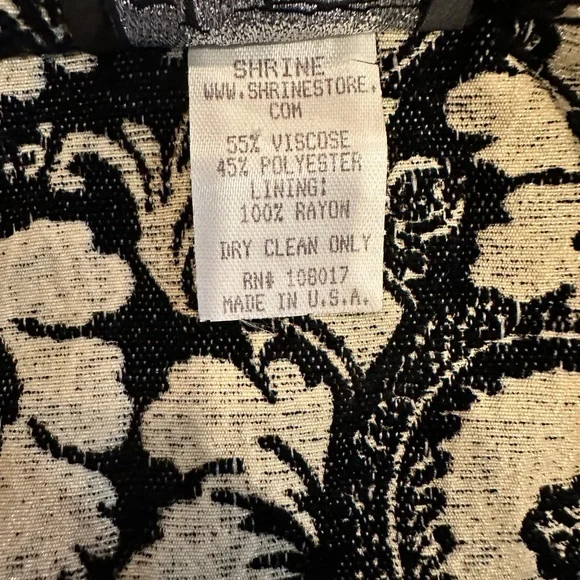 SHRINE
WWW.SHRINESTORE.
COM
55% VISCOSE
45% POLYESTER
LINING:
100% RAYON
DRY CLEAN ONLY
RN# 108017
MADE IN U.S.A.